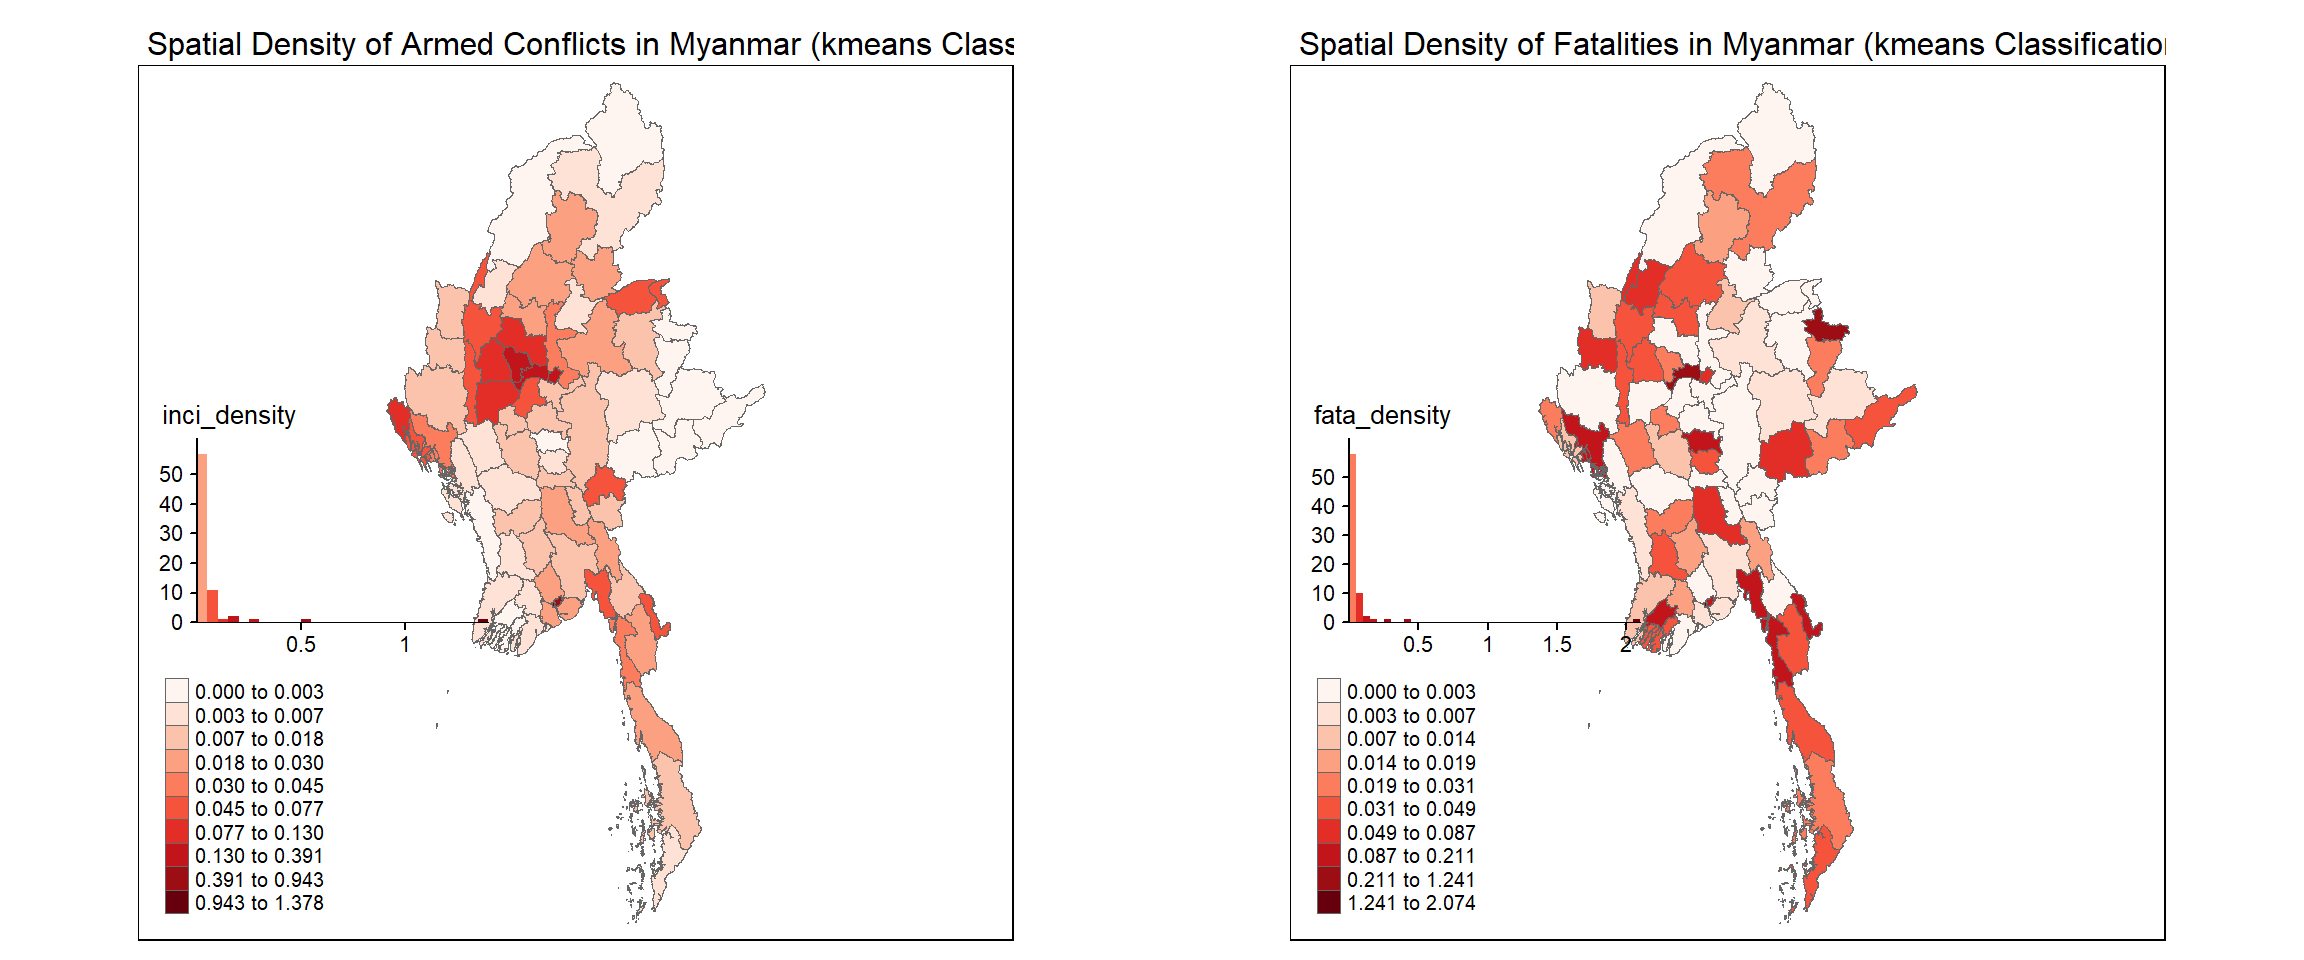 Spatial Density of Armed Conflicts in Myanmar (kmeans Class
inci_density
50
40
30
20
10
0
0.5
1
0.000 to 0.003
0.003 to 0.007
0.007 to 0.018
0.018 to 0.030
0.030 to 0.045
0.045 to 0.077
0.077 to 0.130
0.130 to 0.391
0.391 to 0.943
0.943 to 1.378
Spatial Density of Fatalities in Myanmar (kmeans Classification
fata_density
50
40
30
20
10
0
0.5
1
1.5
2
0.000 to 0.003
0.003 to 0.007
0.007 to 0.014
0.014 to 0.019
0.019 to 0.031
0.031 to 0.049
0.049 to 0.087
0.087 to 0.211
0.211 to 1.241
1.241 to 2.074